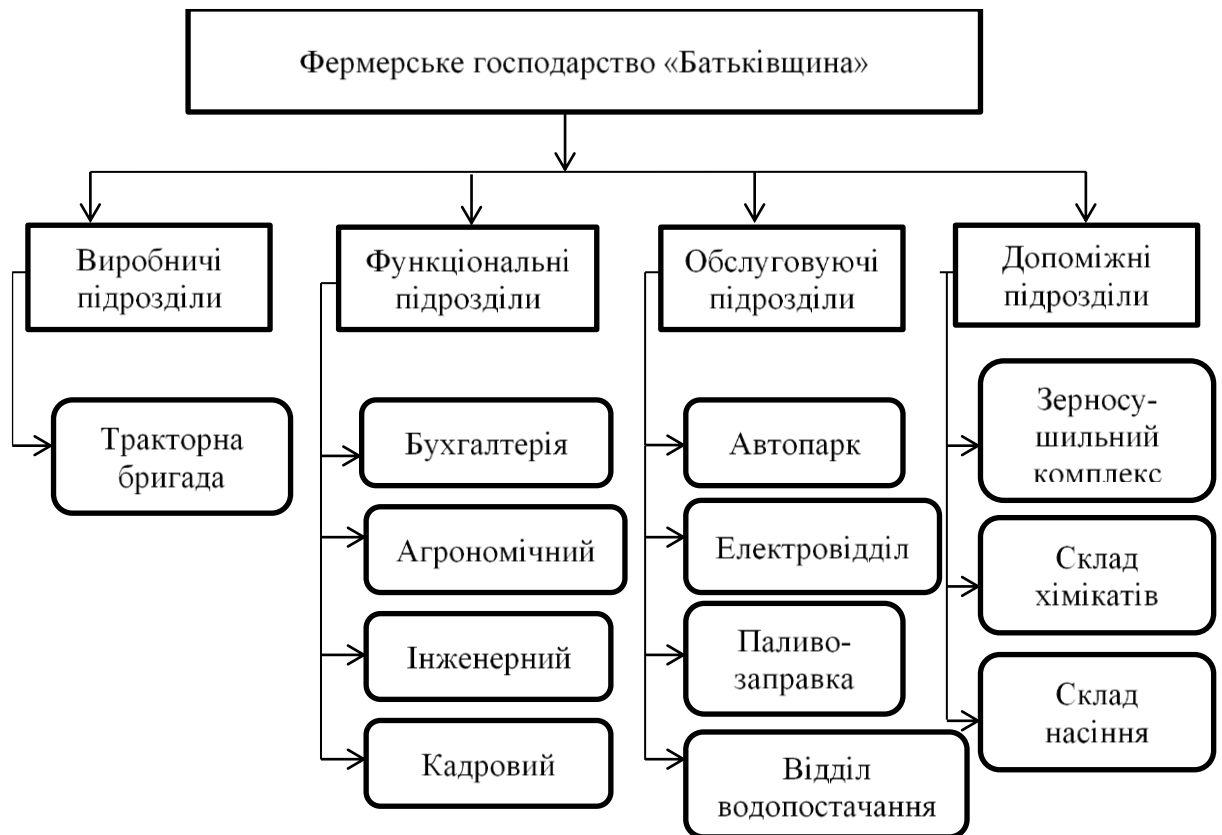 Фермерське господарство «Батьківщина»
Виробничі
підрозділи
Функціональні
підрозділи
Обслуговуючі
підрозділи
Допоміжні
підрозділи
Тракторна
бригада
Бухгалтерія
Агрономічний
Інженерний
Кадровий
Автопарк
Електровідділ
Паливо-
заправка
Відділ
водопостачання
Зерносу-
шильний
комплекс
Склад
хімікатів
Склад
насіння